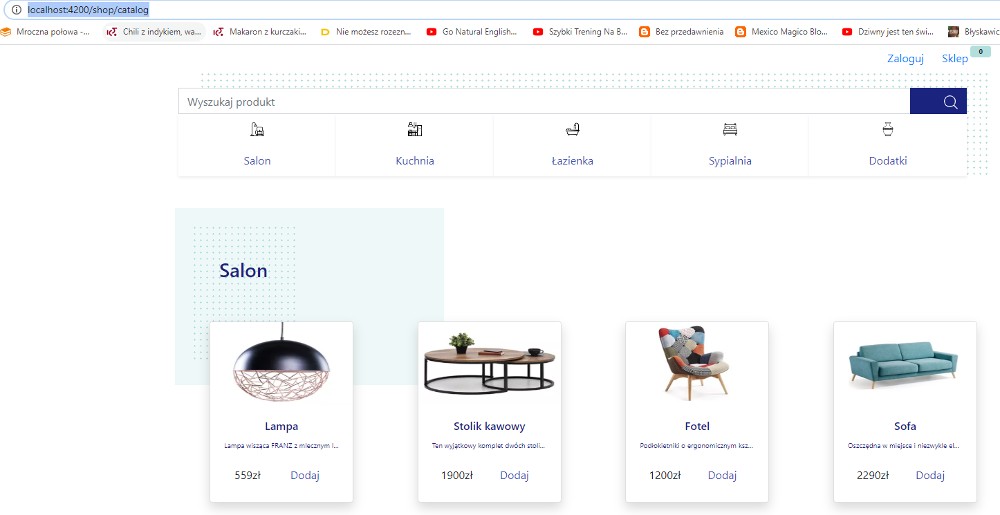 localhost:4200/shop/catalog
Mroczna połowa -... Chili z indykiem, wa... Makaron z kurczaki... Nie możesz rozezn... Go Natural English... Szybki Trening Na B... Bez przedawnienia Mexico Magico Blo... Dziwny jest ten świ... Błyskawic
Zaloguj Sklep 0
Wyszukaj produkt
Salon Kuchnia Łazienka Sypialnia Dodatki
Salon
Lampa Stolik kawowy Fotel Sofa
Lampa wisząca FRANZ z mlecznym l... Ten wyjątkowy komplet dwóch stoli... Podłokietniki o ergonomicznym ksz... Oszczędna w miejsce i niezwykle el...
559zł Dodaj 1900zł Dodaj 1200zł Dodaj 2290zł Dodaj